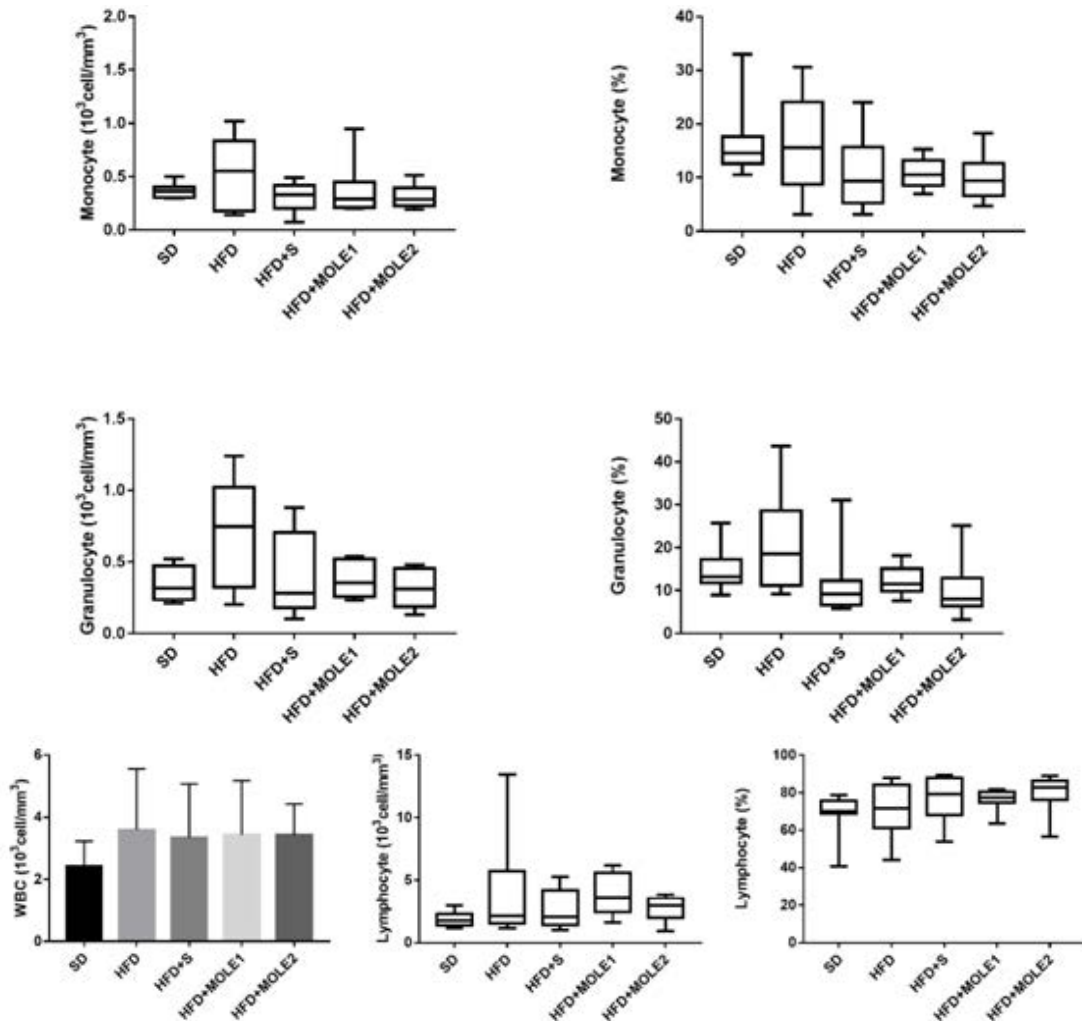 Monocyte (10³cell/mm³)
2.0
1.5
1.0
0.5
0.0
SD
HFD
HFD+S
HFD+MOLE1
HFD+MOLE2
Monocyte (%)
40
30
20
10
0
SD
HFD
HFD+S
HFD+MOLE1
HFD+MOLE2
Granulocyte (10³cell/mm³)
1.5
1.0
0.5
0.0
SD
HFD
HFD+S
HFD+MOLE1
HFD+MOLE2
Granulocyte (%)
50
40
30
20
10
0
SD
HFD
HFD+S
HFD+MOLE1
HFD+MOLE2
WBC (10³cell/mm³)
6
4
2
0
SD
HFD
HFD+S
HFD+MOLE1
HFD+MOLE2
Lymphocyte (10³cell/mm³)
15
10
5
0
SD
HFD
HFD+S
HFD+MOLE1
HFD+MOLE2
Lymphocyte (%)
100
80
60
40
20
0
SD
HFD
HFD+S
HFD+MOLE1
HFD+MOLE2